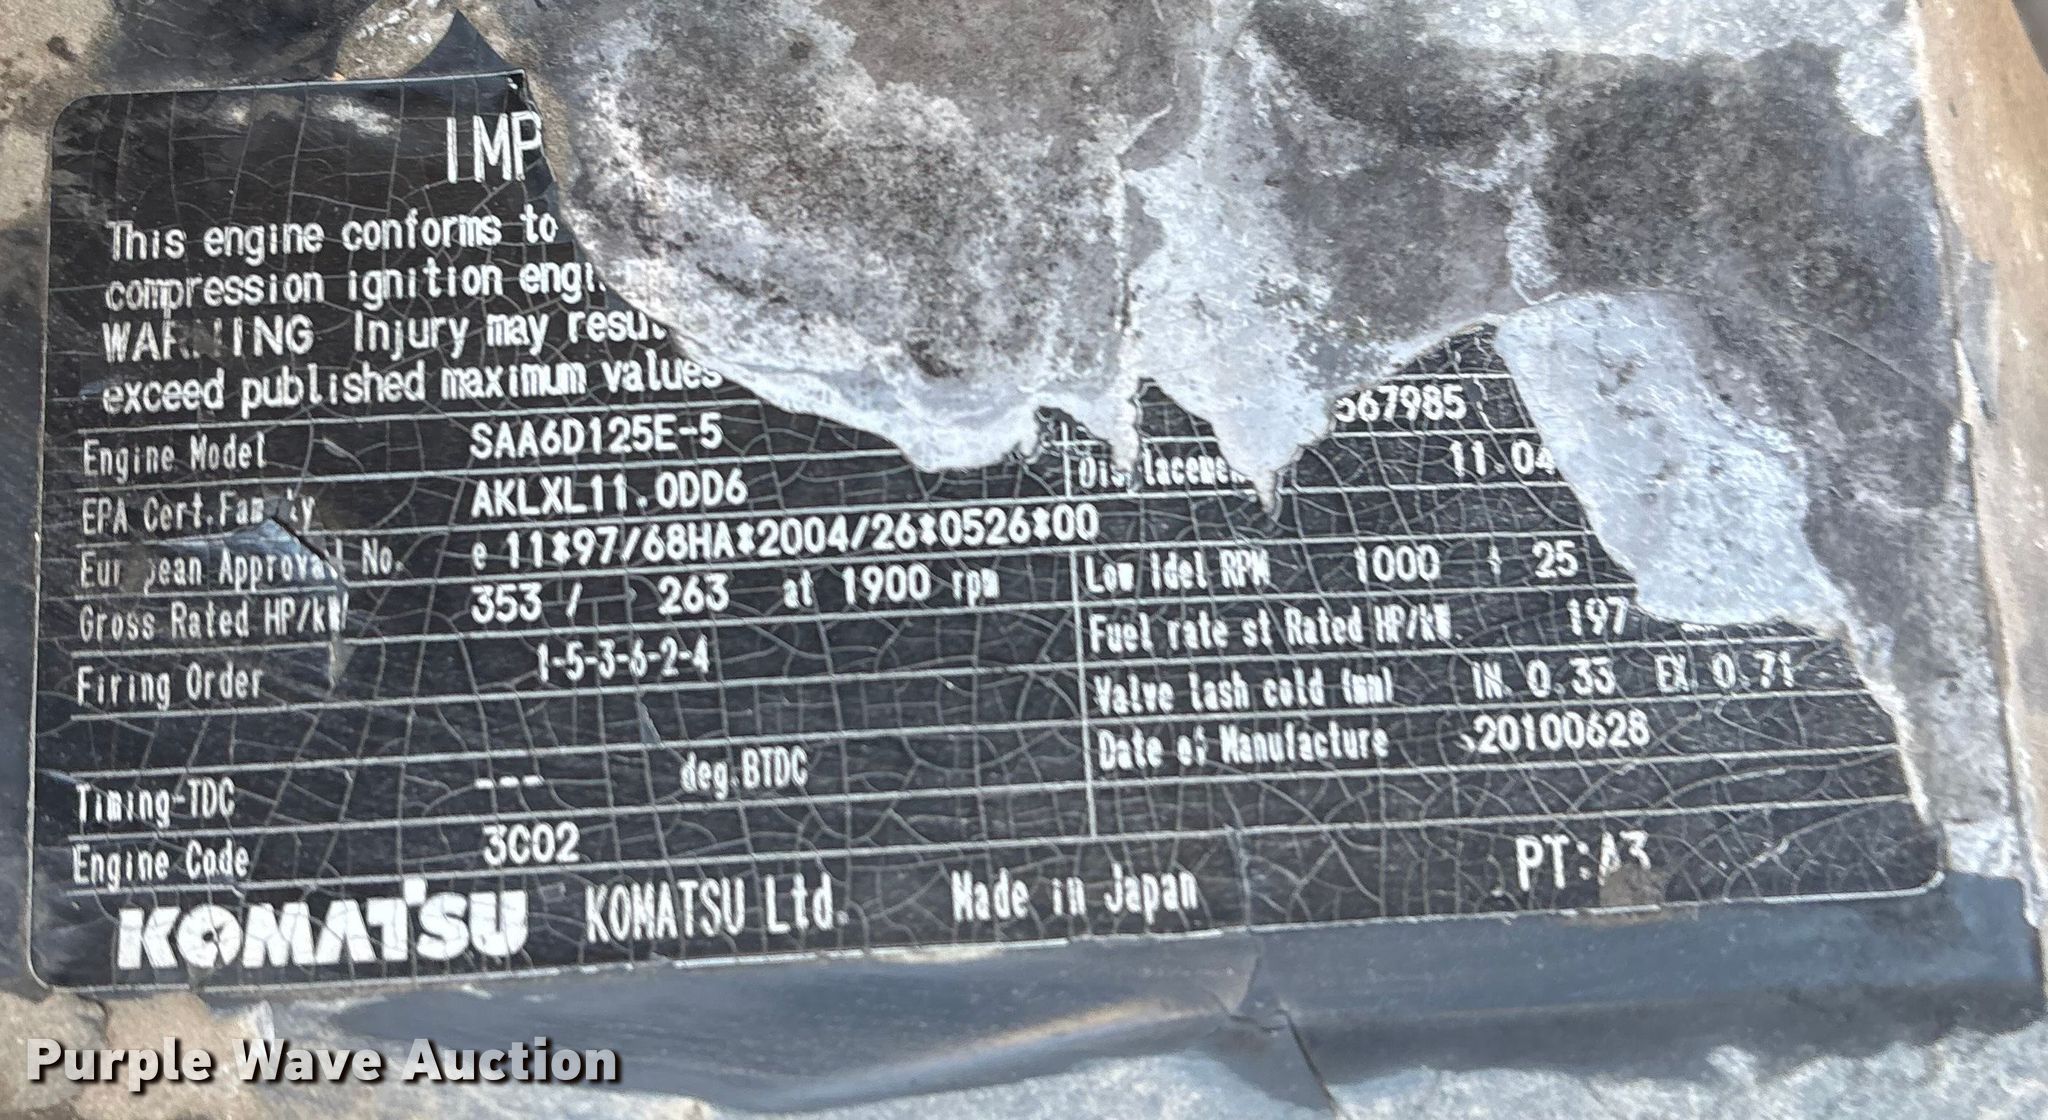 IMP
This engine conforms to
compression ignition engi
WARNING Injury may resul
exceed published maximum values
Engine Model SAA6D125E-5 567985
EPA Cert.Family AKLXL11.0DD6 Displacement 11.04
European Approval No. e 11*97/68HA*2004/26*0526*00
Gross Rated HP/kW 353 / 263 at 1900 rpm Low idel RPM 1000 + 25
Firing Order 1-5-3-6-2-4 Fuel rate st Rated HP/kW. 197
Valve lash cold (mm) IN. 0.33 EX. 0.71
Date of Manufacture 20100628
Timing-TDC --- deg.BTDC
Engine Code 3C02
KOMATSU KOMATSU Ltd. Made in Japan PT:A3
Purple Wave Auction